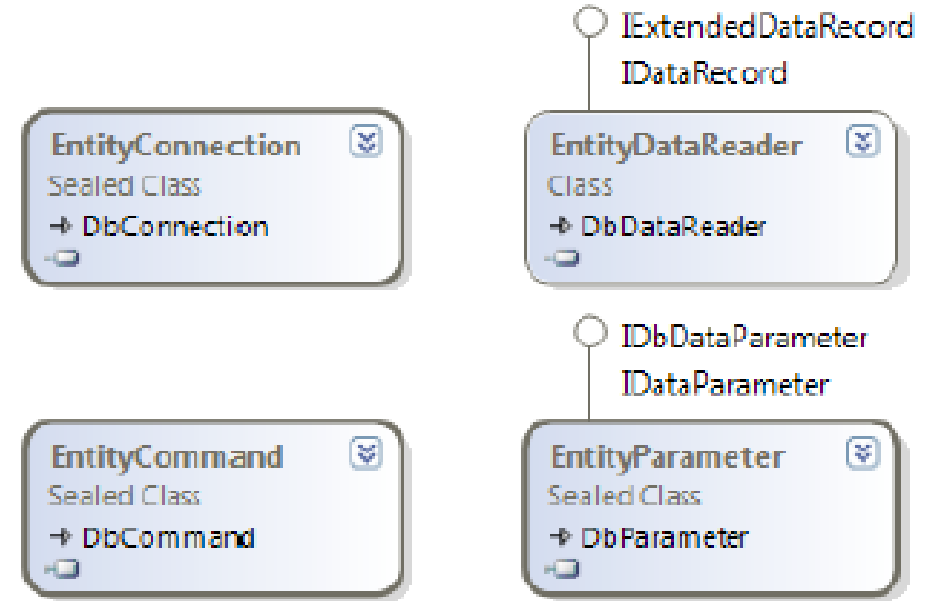 IExtendedDataRecord
IDataRecord
EntityConnection
Sealed Class
DbConnection
EntityDataReader
Class
DbDataReader
IDbDataParameter
IDataParameter
EntityCommand
Sealed Class
DbCommand
EntityParameter
Sealed Class
DbParameter